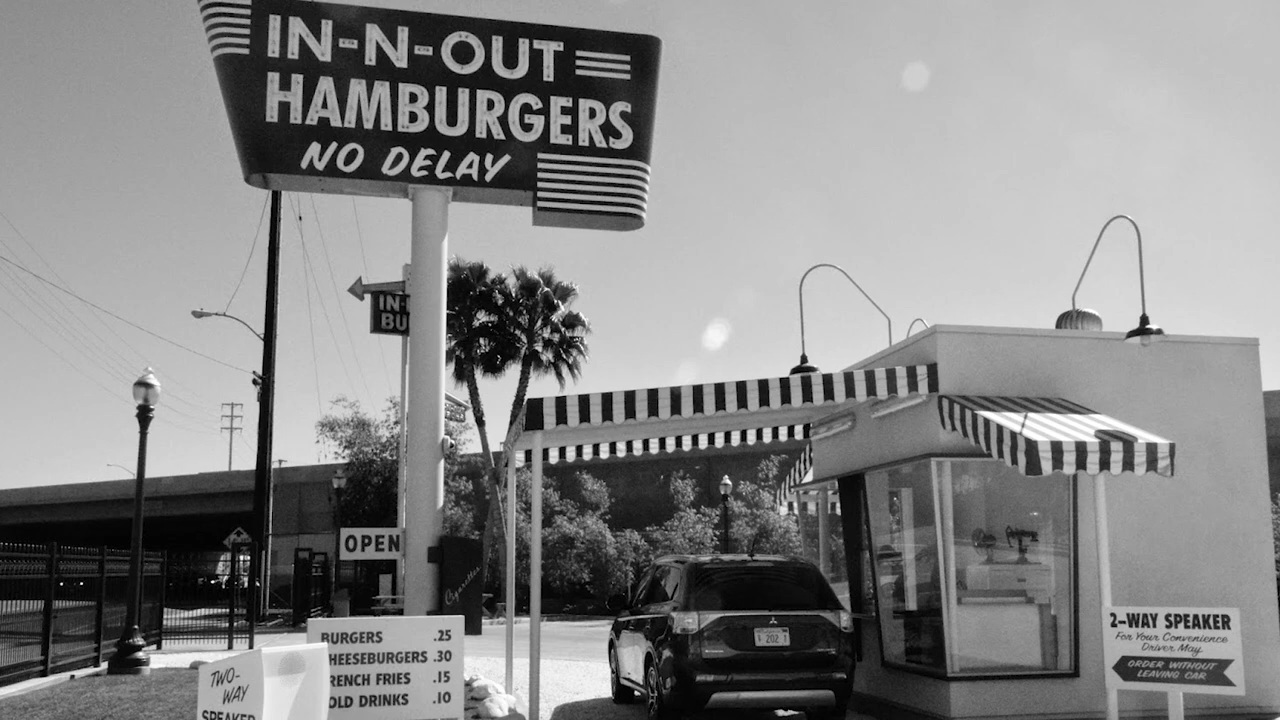 IN-N-OUT
HAMBURGERS
NO DELAY
IN-
BU
OPEN
Cigarettes
BURGERS .25
HEESEBURGERS .30
RENCH FRIES .15
OLD DRINKS .10
TWO-
WAY
SPEAKER
2-WAY SPEAKER
For Your Convenience
Driver May
ORDER WITHOUT
LEAVING CAR